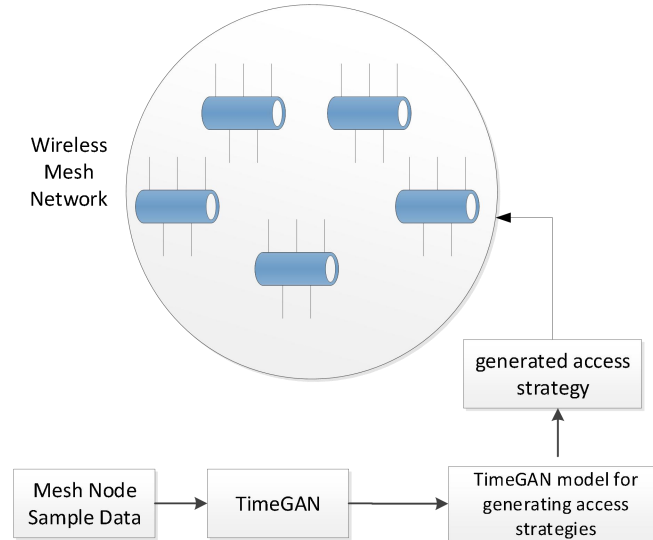 Wireless
Mesh
Network
generated access
strategy
Mesh Node
Sample Data
TimeGAN
TimeGAN model for
generating access
strategies